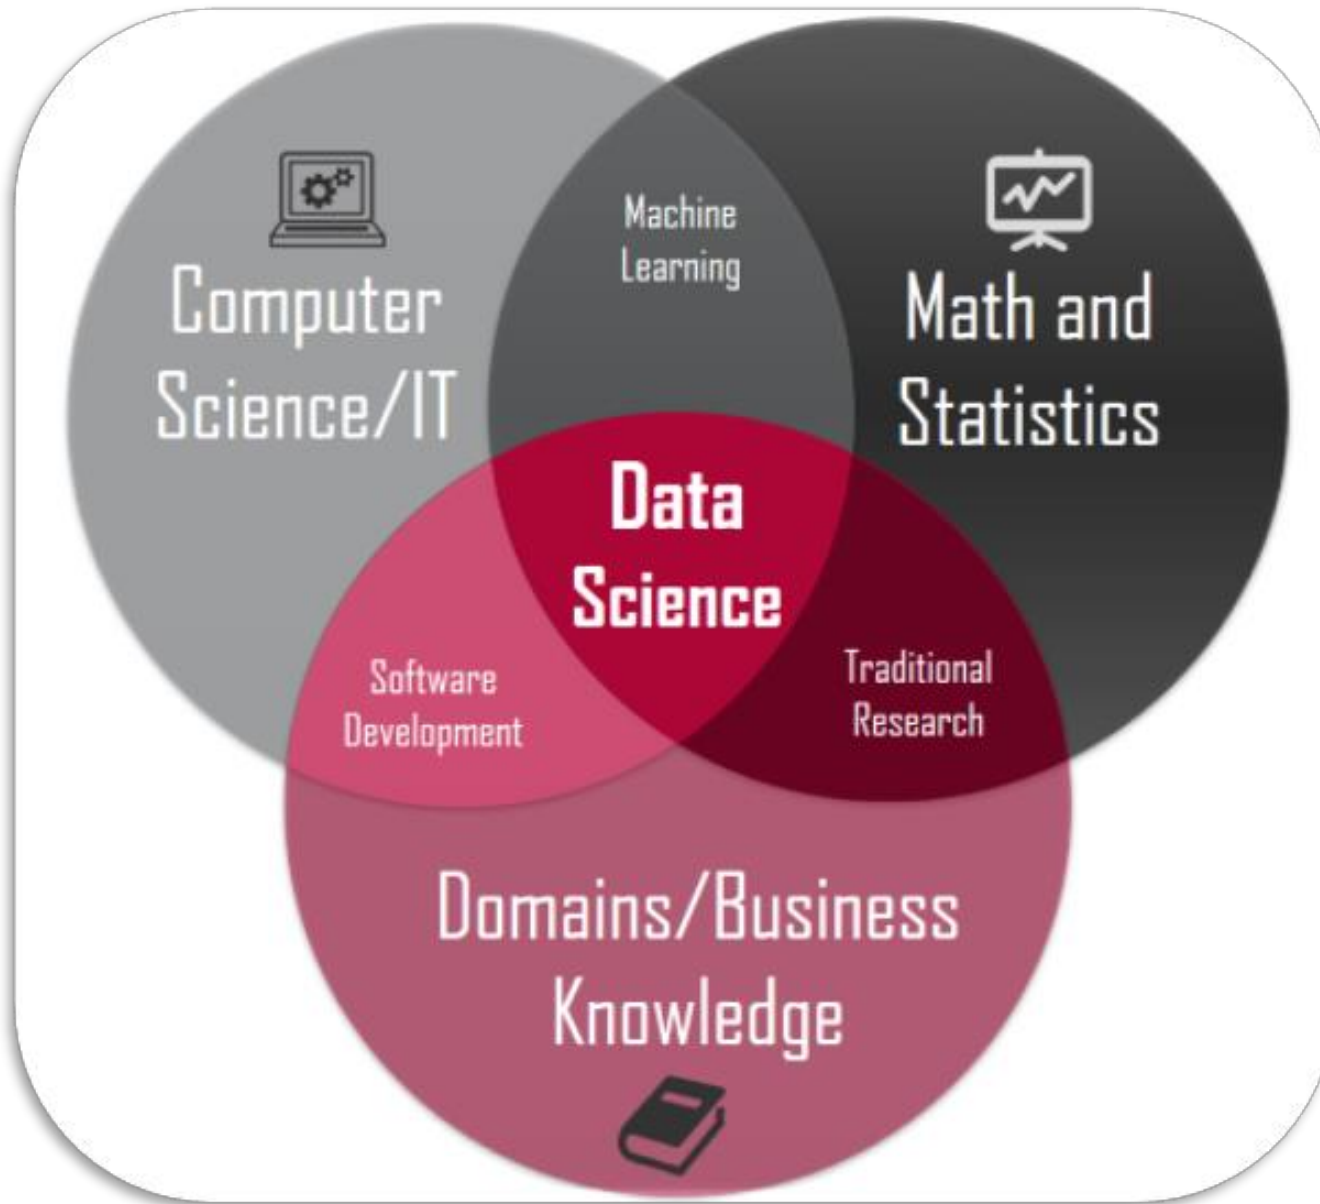 Machine
Learning
Computer
Science/IT
Math and
Statistics
Data
Science
Software
Development
Traditional
Research
Domains/Business
Knowledge